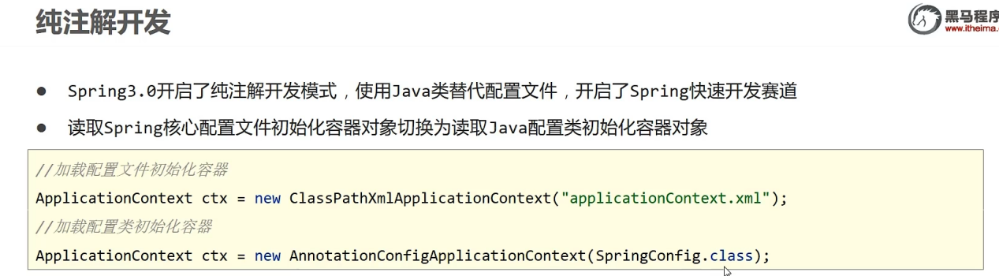 纯注解开发
黑马程序
www.itheima.
● Spring3.0开启了纯注解开发模式，使用Java类替代配置文件，开启了Spring快速开发赛道
● 读取Spring核心配置文件初始化容器对象切换为读取Java配置类初始化容器对象
//加载配置文件初始化容器
ApplicationContext ctx = new ClassPathXmlApplicationContext("applicationContext.xml");
//加载配置类初始化容器
ApplicationContext ctx = new AnnotationConfigApplicationContext(SpringConfig.class);